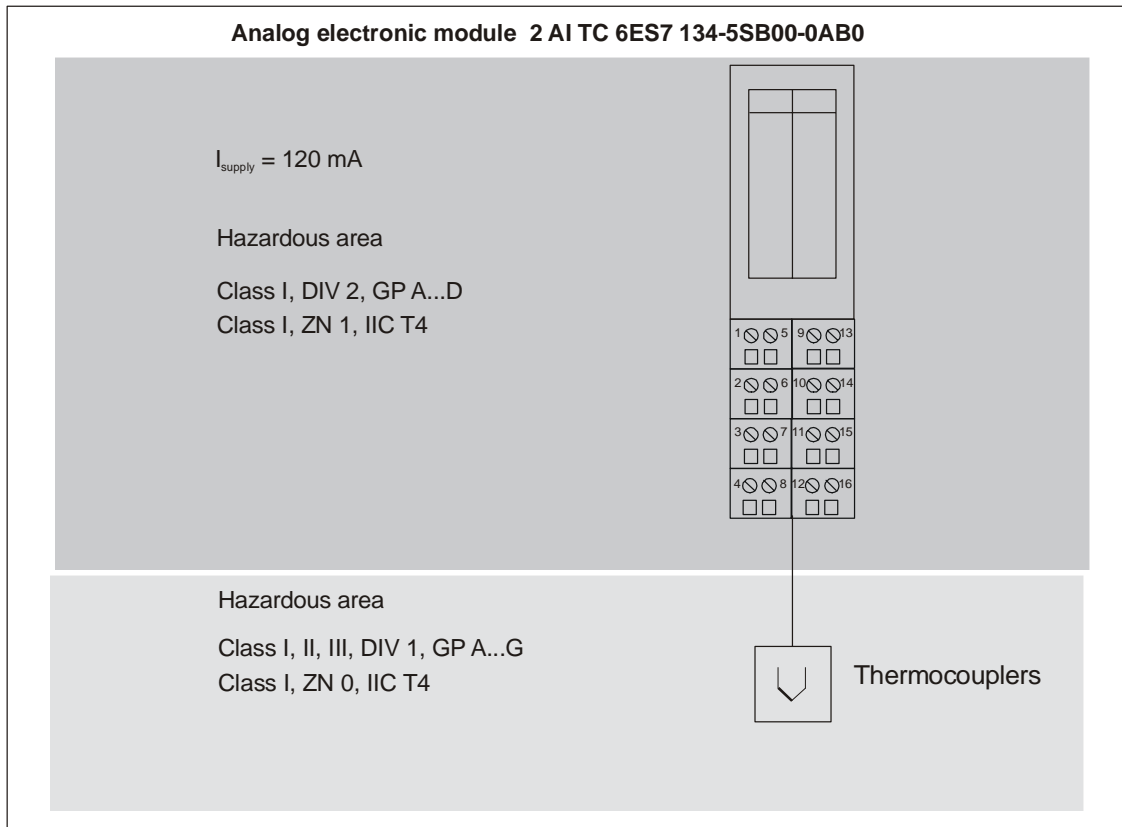 Analog electronic module 2 AI TC 6ES7 134-5SB00-0AB0
Isupply = 120 mA
Hazardous area
Class I, DIV 2, GP A...D
Class I, ZN 1, IIC T4
1 5 9 13
2 6 10 14
3 7 11 15
4 8 12 16
Hazardous area
Class I, II, III, DIV 1, GP A...G
Class I, ZN 0, IIC T4
Thermocouplers